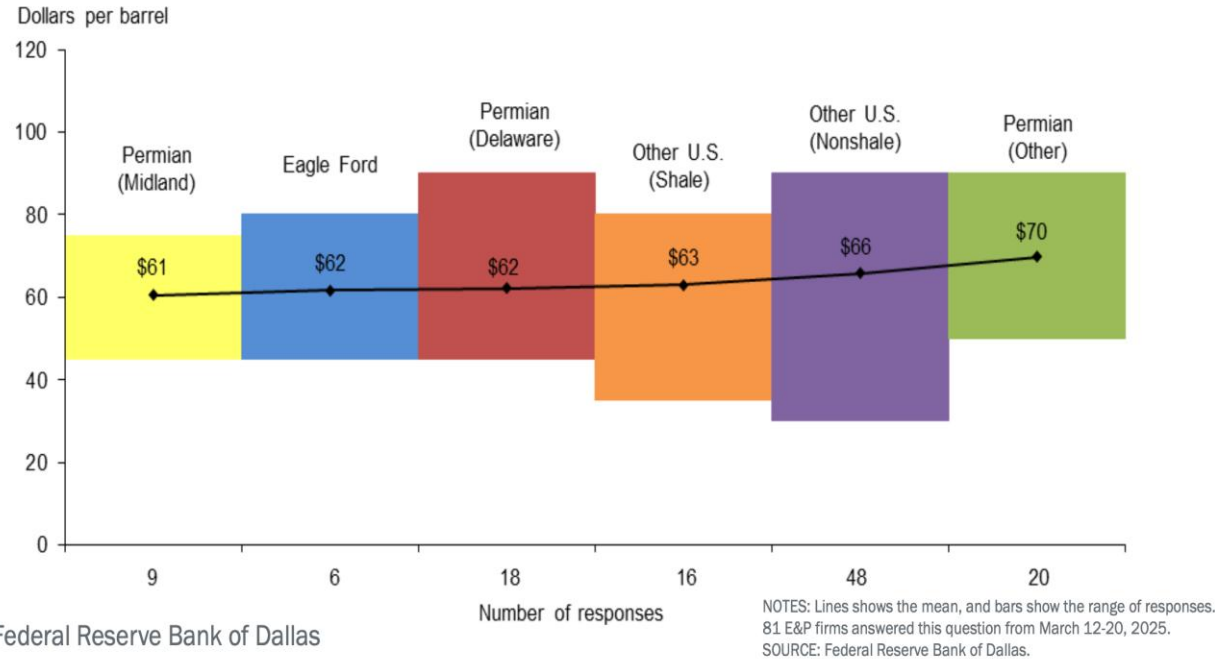 Dollars per barrel
120
100
80
60
40
20
0
Permian
(Midland)
Eagle Ford
Permian
(Delaware)
Other U.S.
(Shale)
Other U.S.
(Nonshale)
Permian
(Other)
$61
$62
$62
$63
$66
$70
9
6
18
16
48
20
Number of responses
Federal Reserve Bank of Dallas
NOTES: Lines shows the mean, and bars show the range of responses.
81 E&P firms answered this question from March 12-20, 2025.
SOURCE: Federal Reserve Bank of Dallas.